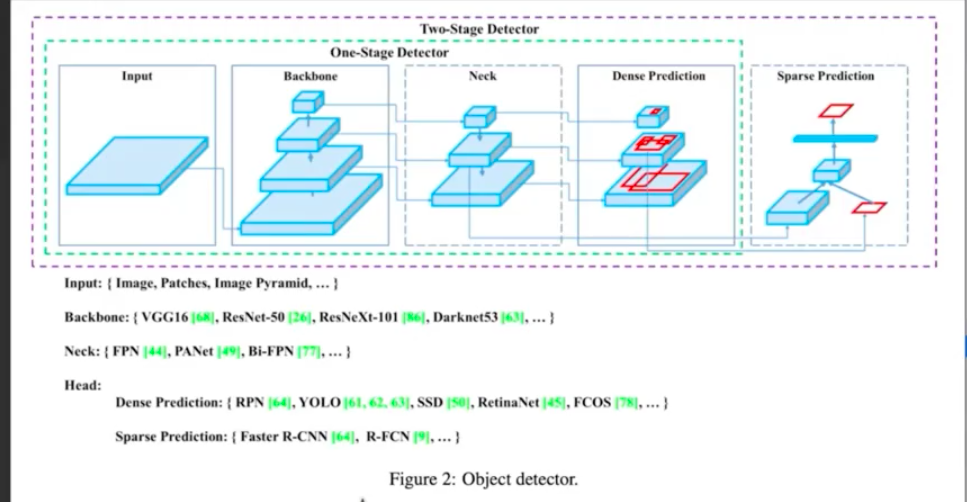 Two-Stage Detector
One-Stage Detector
Input
Backbone
Neck
Dense Prediction
Sparse Prediction
Input: { Image, Patches, Image Pyramid, … }
Backbone: { VGG16 [68], ResNet-50 [26], ResNeXt-101 [86], Darknet53 [63], … }
Neck: { FPN [44], PANet [49], Bi-FPN [77], … }
Head:
Dense Prediction: { RPN [64], YOLO [61, 62, 63], SSD [50], RetinaNet [45], FCOS [78], … }
Sparse Prediction: { Faster R-CNN [64], R-FCN [9], … }
Figure 2: Object detector.